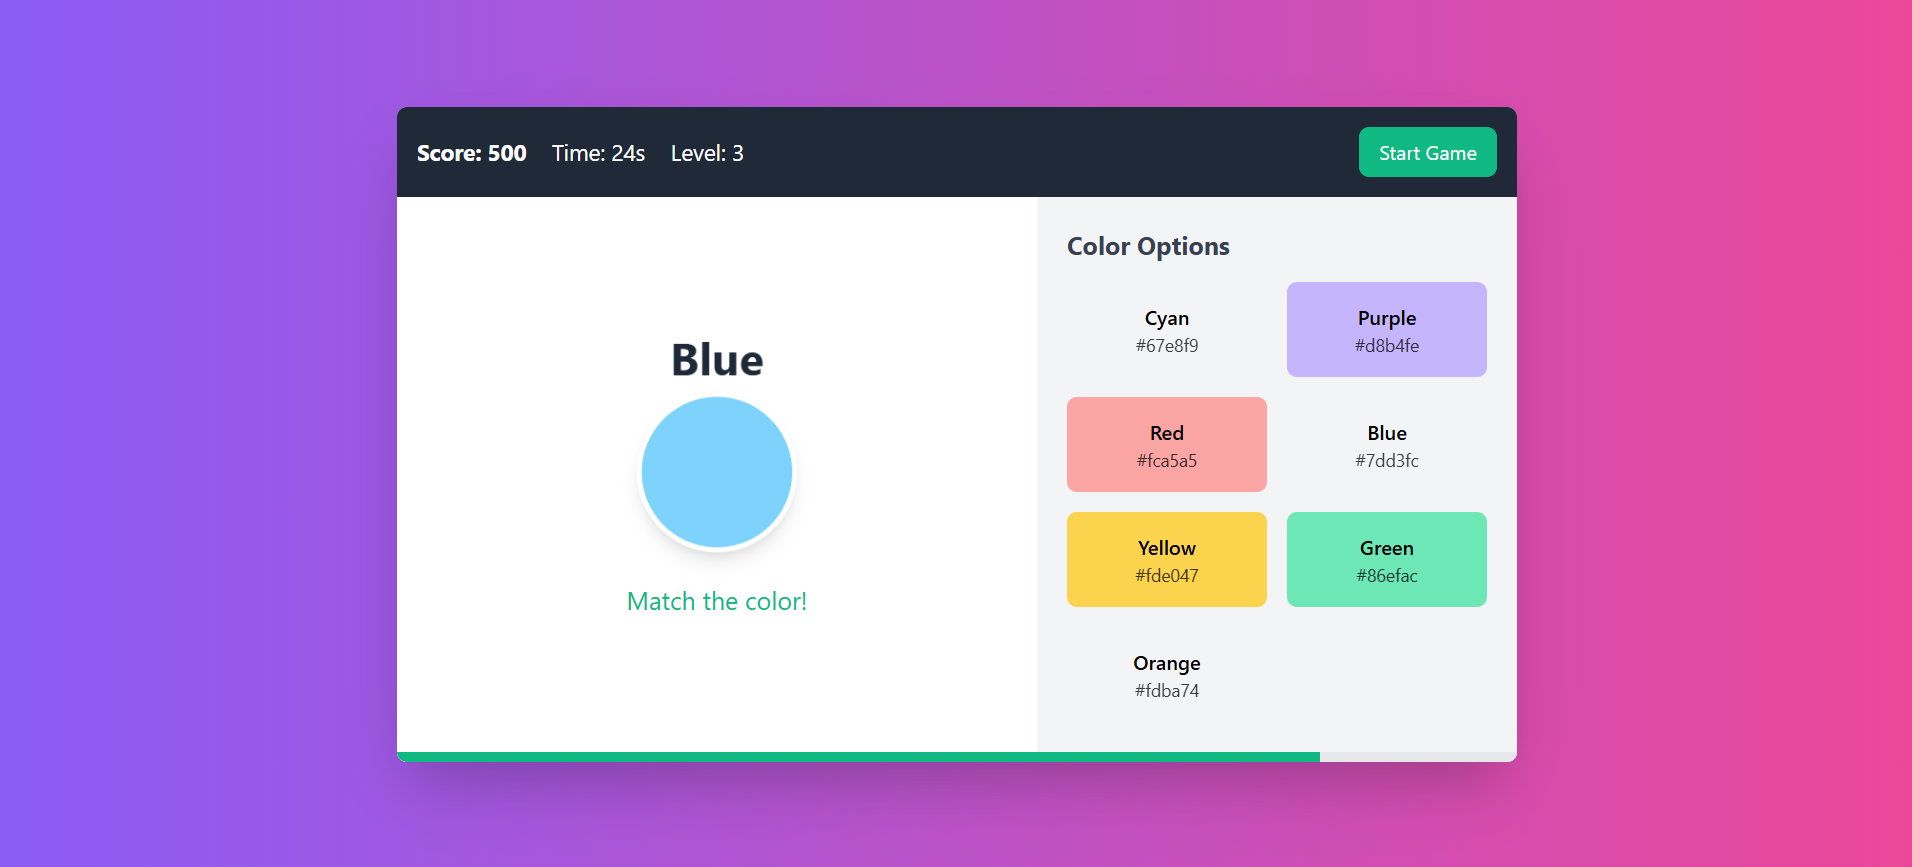 Score: 500 Time: 24s Level: 3
Start Game
Blue
Match the color!
Color Options
Cyan
#67e8f9
Purple
#d8b4fe
Red
#fca5a5
Blue
#7dd3fc
Yellow
#fde047
Green
#86efac
Orange
#fdba74